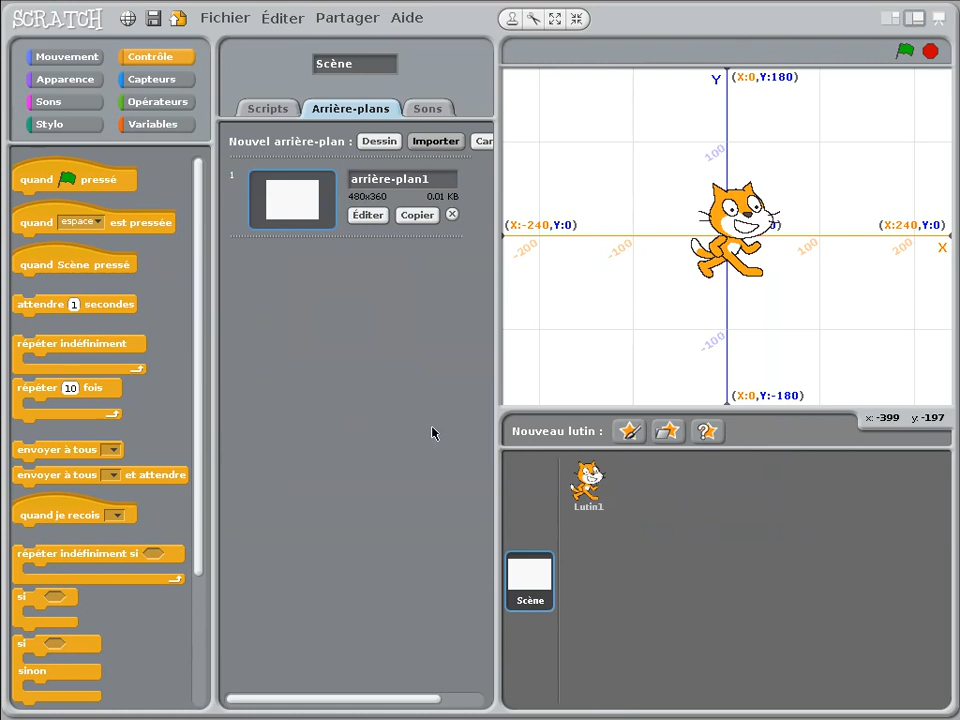 SCRATCH Fichier Éditer Partager Aide
Mouvement Contrôle
Apparence Capteurs
Sons Opérateurs
Stylo Variables
quand pressé
quand espace est pressée
quand Scène pressé
attendre 1 secondes
répéter indéfiniment
répéter 10 fois
envoyer à tous
envoyer à tous et attendre
quand je recois
répéter indéfiniment si
si
si
sinon
Scène
Scripts Arrière-plans Sons
Nouvel arrière-plan : Dessin Importer Car
1 arrière-plan1
480x360 0.01 KB
Éditer Copier
Y (X:0,Y:180)
100
(X:-240,Y:0) (X:240,Y:0)
-200 -100 100 200 X
-100
(X:0,Y:-180)
x: -399 y: -197
Nouveau lutin :
Lutin1
Scène